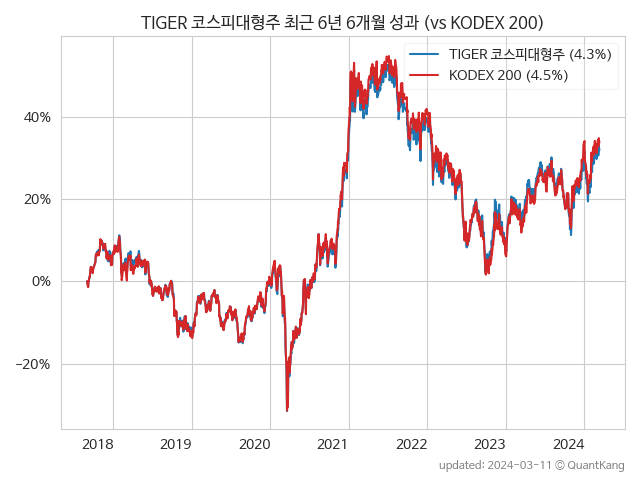 TIGER 코스피대형주 최근 6년 6개월 성과 (vs KODEX 200)
TIGER 코스피대형주 (4.3%)
KODEX 200 (4.5%)
40%
20%
0%
−20%
2018 2019 2020 2021 2022 2023 2024
updated: 2024-03-11 © QuantKang